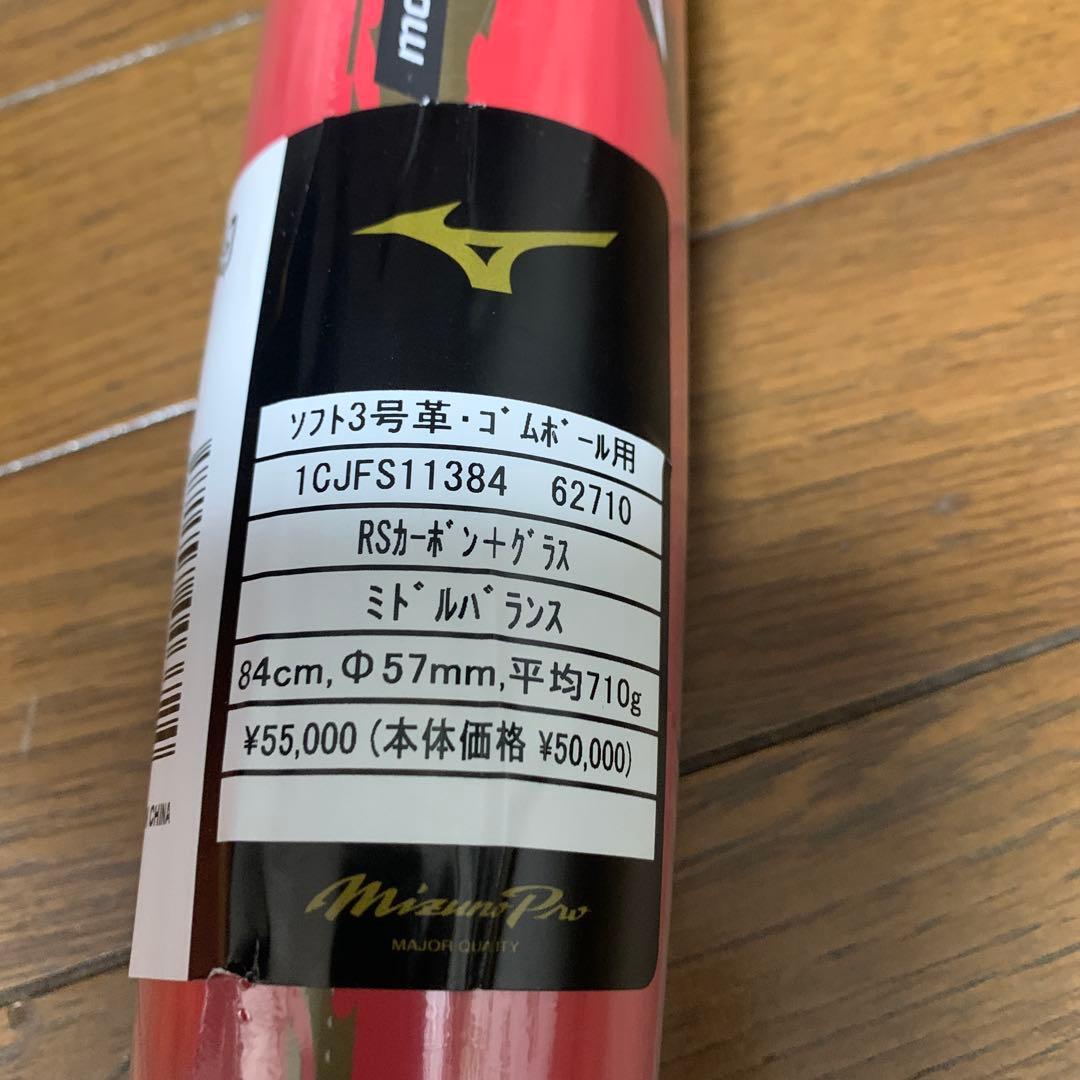 ｿﾌﾄ3号革・ｺﾞﾑﾎﾞｰﾙ用
1CJFS11384 62710
RSｶｰﾎﾞﾝ＋ｸﾞﾗｽ
ﾐﾄﾞﾙﾊﾞﾗﾝｽ
84cm,Φ57mm,平均710g
¥55,000 (本体価格 ¥50,000)
CHINA
Mizuno Pro
MAJOR QUALITY